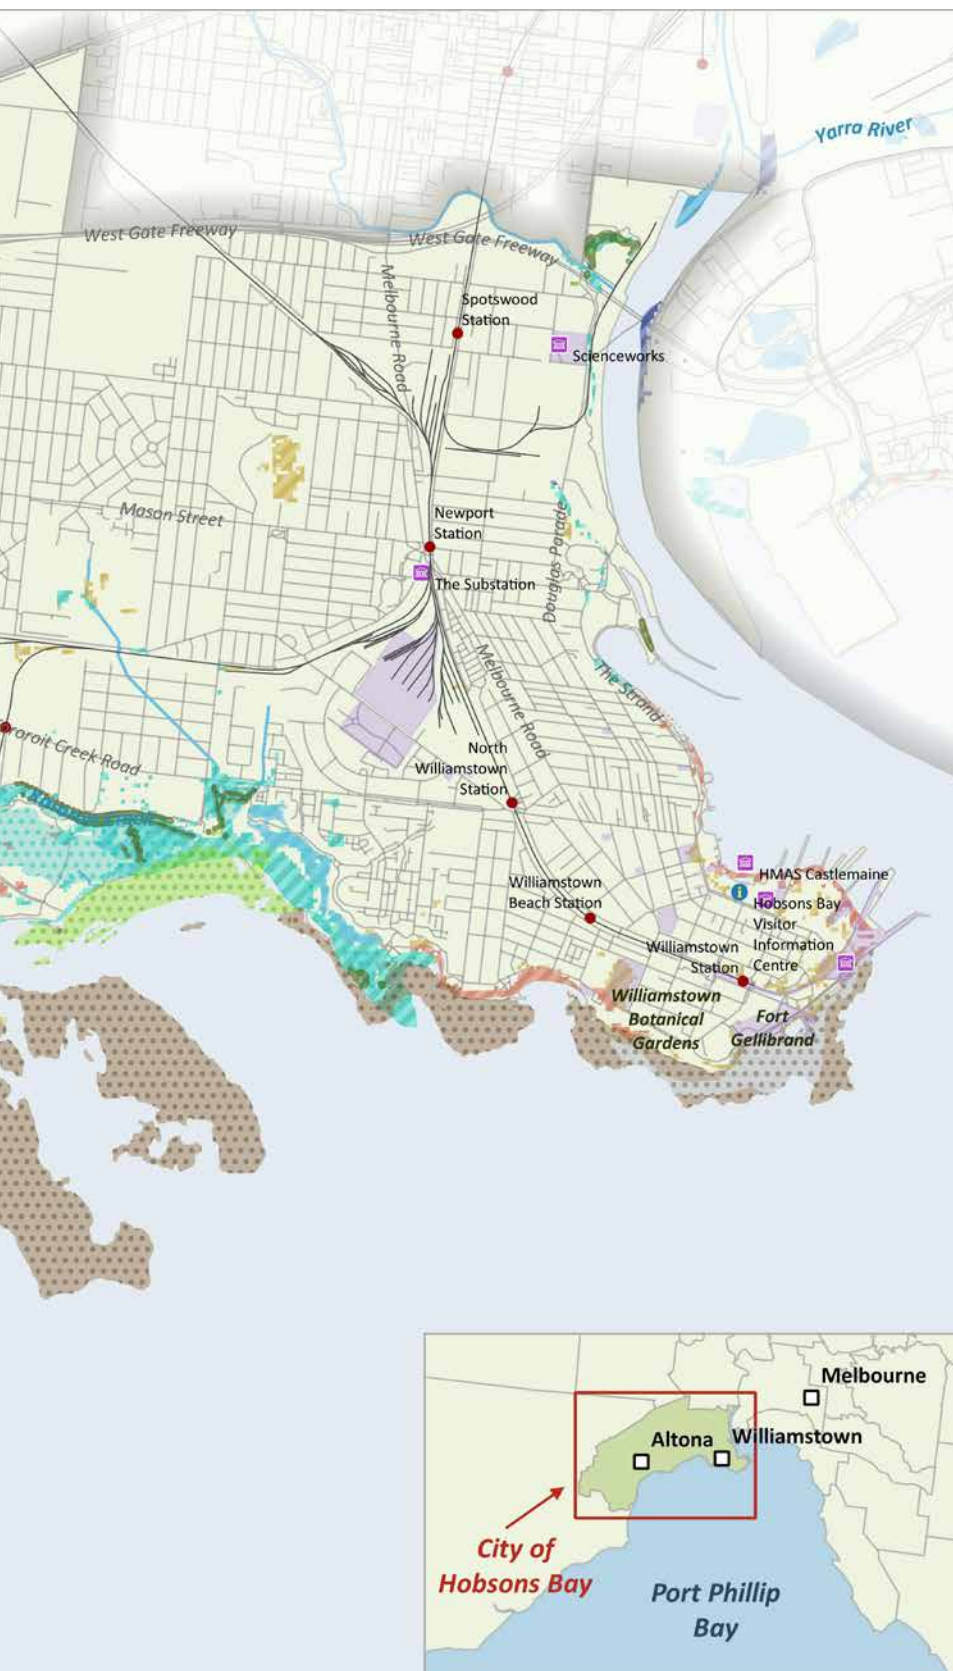 Yarra River
West Gate Freeway
West Gate Freeway
Melbourne Road
Spotswood
Station
Scienceworks
Mason Street
Newport
Station
Douglas Parade
The Substation
Melbourne Road
The Strand
Creek Road
North
Williamstown
Station
HMAS Castlemaine
Williamstown
Beach Station
Hobsons Bay
Visitor
Information
Centre
Williamstown
Station
Williamstown
Botanical
Gardens
Fort
Gellibrand
Melbourne
Altona
Williamstown
City of
Hobsons Bay
Port Phillip
Bay